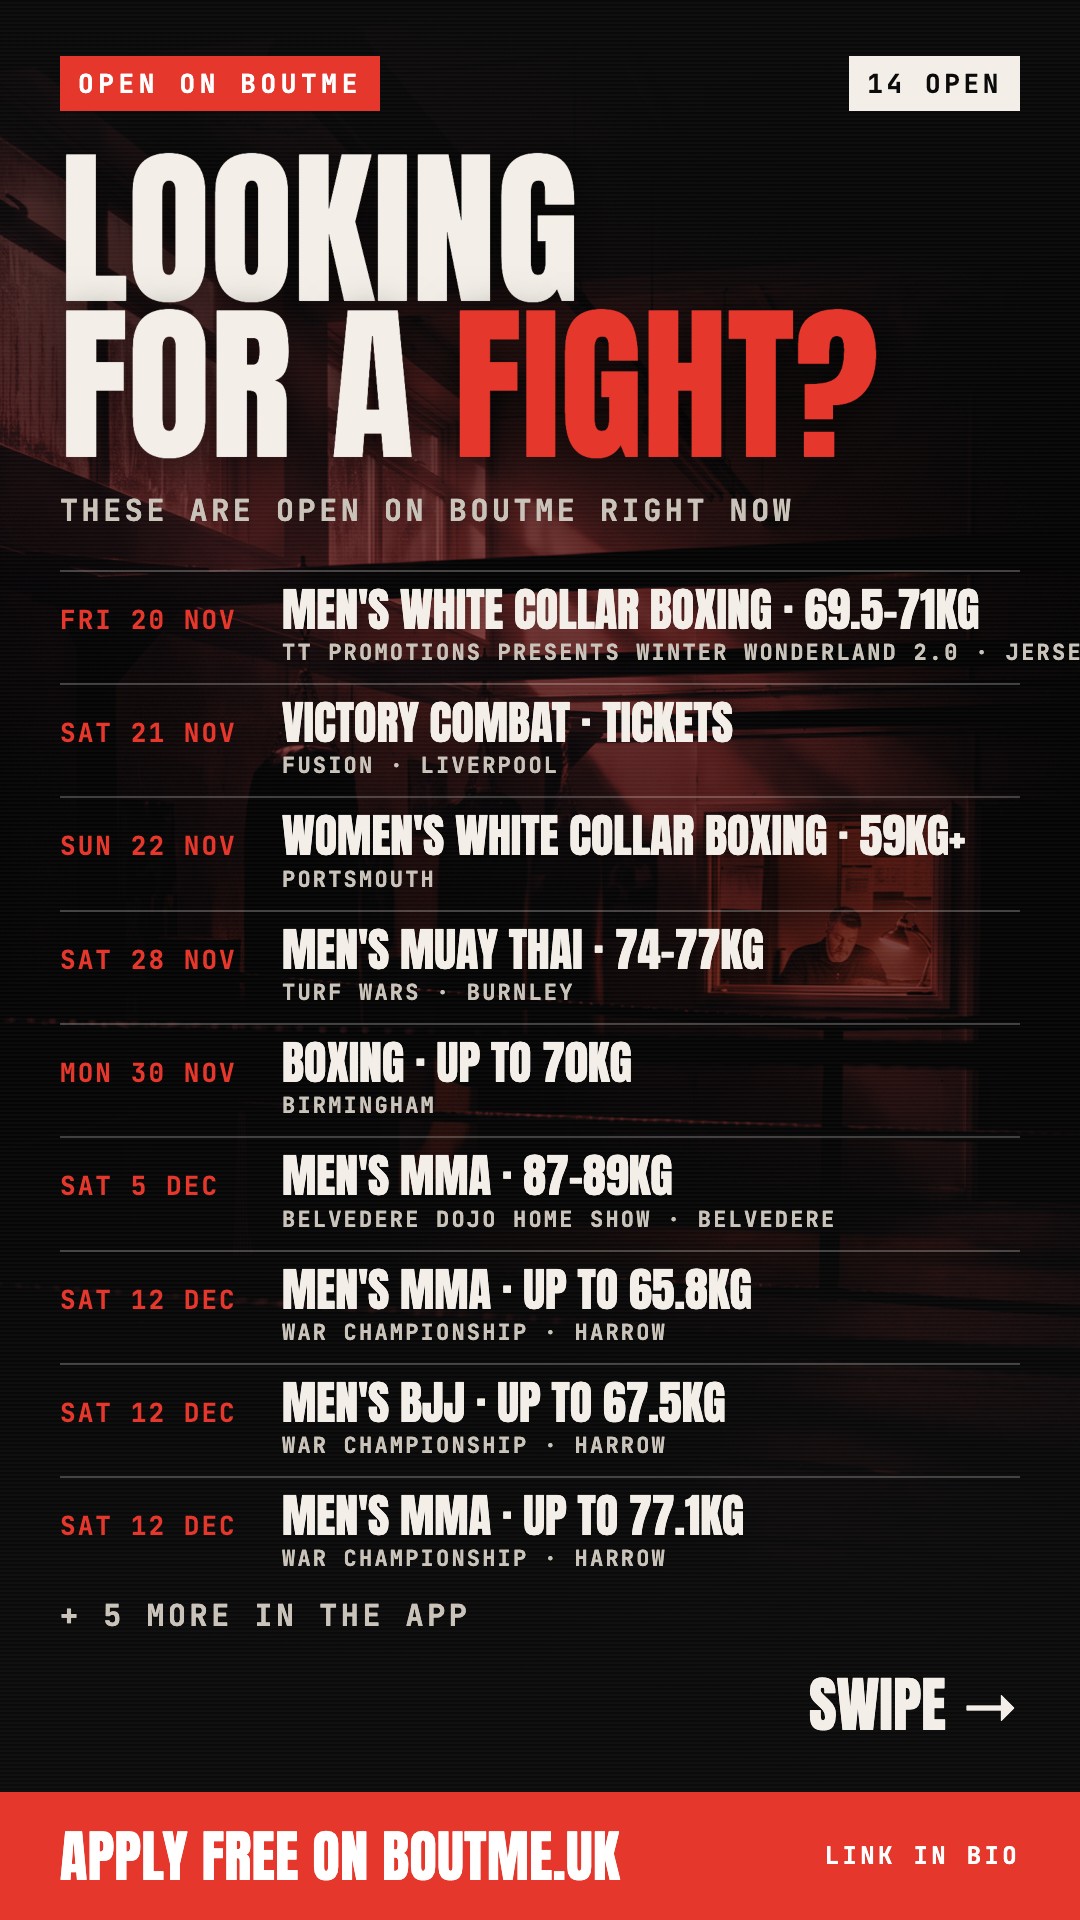 OPEN ON BOUTME
14 OPEN
LOOKING
FOR A FIGHT?
THESE ARE OPEN ON BOUTME RIGHT NOW
FRI 20 NOV
MEN'S WHITE COLLAR BOXING · 69.5-71KG
TT PROMOTIONS PRESENTS WINTER WONDERLAND 2.0 · JERSE
SAT 21 NOV
VICTORY COMBAT · TICKETS
FUSION · LIVERPOOL
SUN 22 NOV
WOMEN'S WHITE COLLAR BOXING · 59KG+
PORTSMOUTH
SAT 28 NOV
MEN'S MUAY THAI · 74-77KG
TURF WARS · BURNLEY
MON 30 NOV
BOXING · UP TO 70KG
BIRMINGHAM
SAT 5 DEC
MEN'S MMA · 87-89KG
BELVEDERE DOJO HOME SHOW · BELVEDERE
SAT 12 DEC
MEN'S MMA · UP TO 65.8KG
WAR CHAMPIONSHIP · HARROW
SAT 12 DEC
MEN'S BJJ · UP TO 67.5KG
WAR CHAMPIONSHIP · HARROW
SAT 12 DEC
MEN'S MMA · UP TO 77.1KG
WAR CHAMPIONSHIP · HARROW
+ 5 MORE IN THE APP
SWIPE →
APPLY FREE ON BOUTME.UK
LINK IN BIO